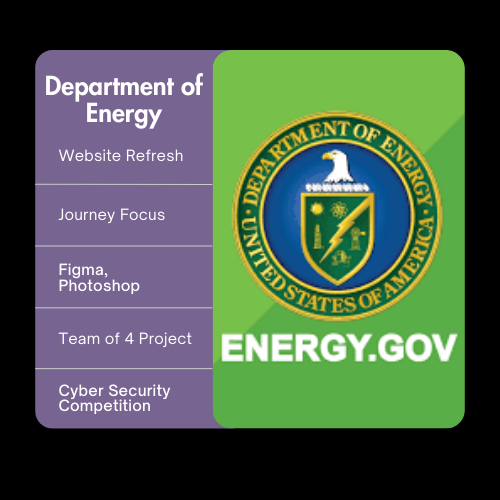 Department of
Energy
Website Refresh
Journey Focus
Figma,
Photoshop
Team of 4 Project
Cyber Security
Competition
· DEPARTMENT OF ENERGY ·
UNITED STATES OF AMERICA
ENERGY.GOV